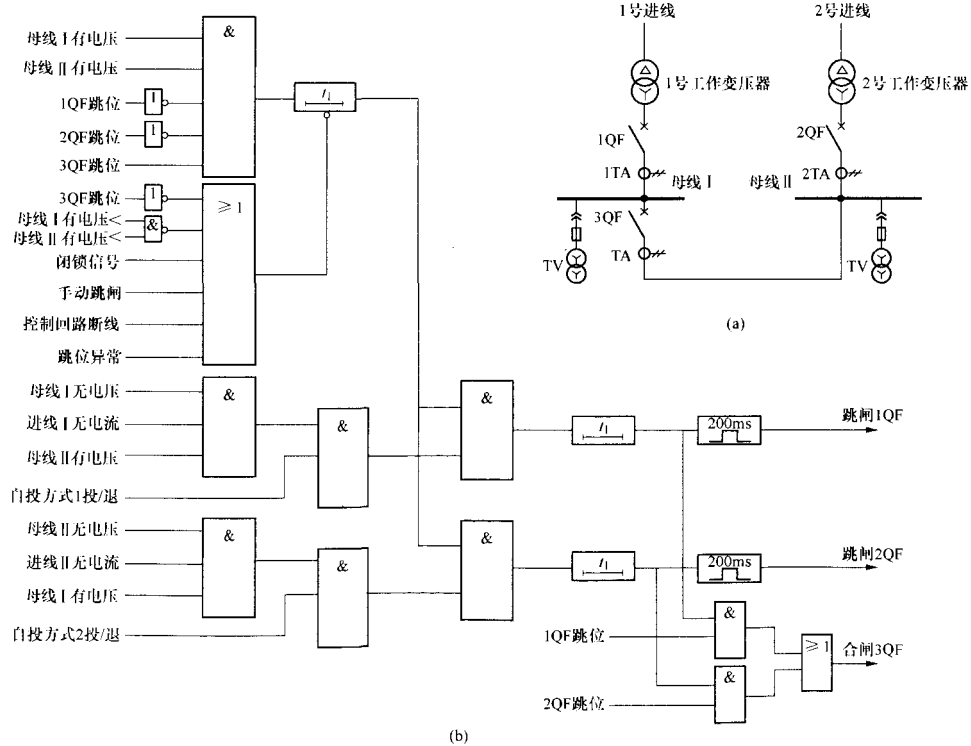 1号进线
2号进线
1号工作变压器
2号工作变压器
1QF
2QF
1TA
2TA
母线Ⅰ
母线Ⅱ
3QF
TA
TV
TV
(a)
母线Ⅰ有电压
母线Ⅱ有电压
1QF跳位
1
2QF跳位
1
3QF跳位
&
t₁
3QF跳位
1
母线Ⅰ有电压<
母线Ⅱ有电压<
&
闭锁信号
手动跳闸
控制回路断线
跳位异常
≥1
母线Ⅰ无电压
进线Ⅰ无电流
母线Ⅱ有电压
&
自投方式1投/退
&
&
t₁
200ms
跳闸1QF
母线Ⅱ无电压
进线Ⅱ无电流
母线Ⅰ有电压
&
自投方式2投/退
&
&
t₁
200ms
跳闸2QF
1QF跳位
&
2QF跳位
&
≥1
合闸3QF
(b)